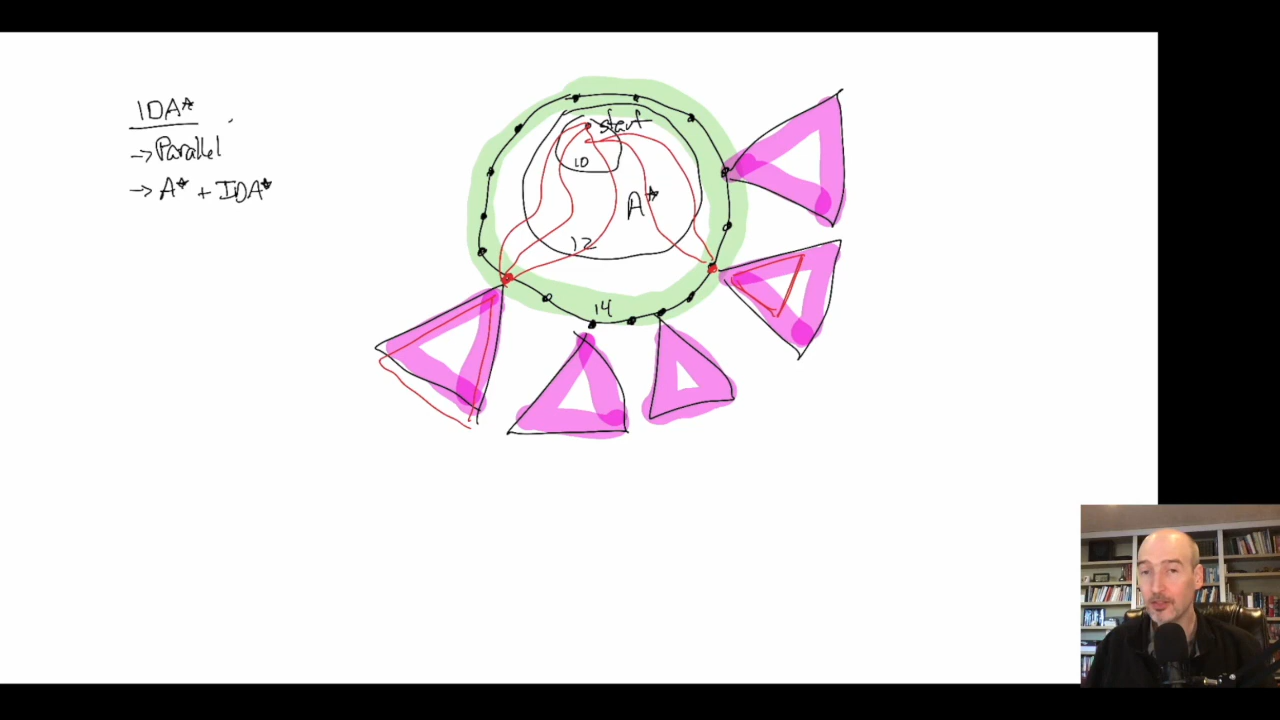 IDA*
→ Parallel
→ A* + IDA*
start
10
A*
12
14